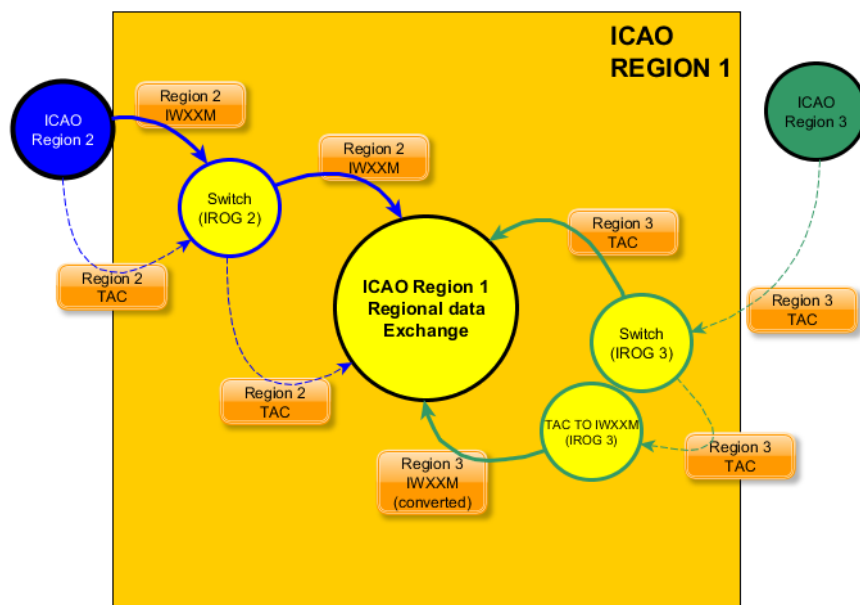 ICAO
REGION 1
ICAO
Region 2
Region 2
IWXXM
Region 2
IWXXM
ICAO
Region 3
Switch
(IROG 2)
Region 3
TAC
Region 2
TAC
ICAO Region 1
Regional data
Exchange
Region 3
TAC
Switch
(IROG 3)
Region 2
TAC
TAC TO IWXXM
(IROG 3)
Region 3
TAC
Region 3
IWXXM
(converted)